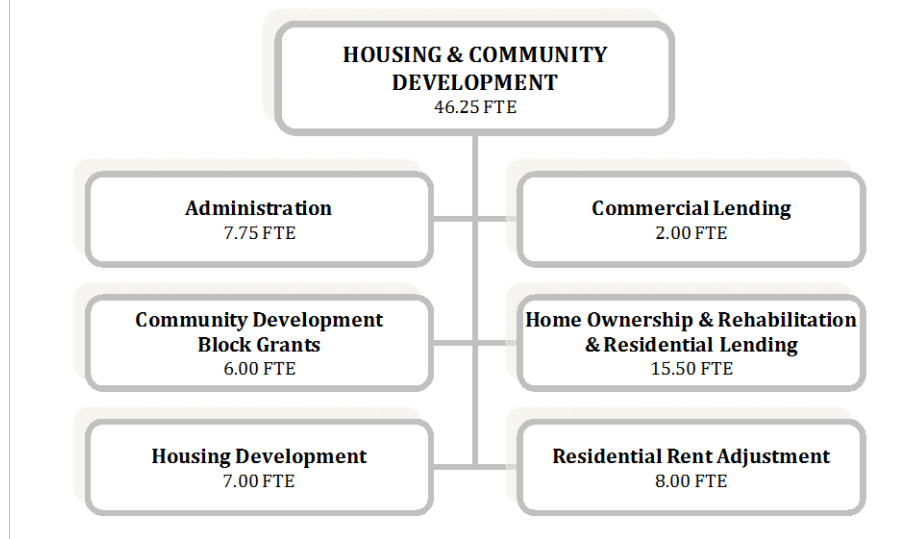 HOUSING & COMMUNITY
DEVELOPMENT
46.25 FTE
Administration
7.75 FTE
Commercial Lending
2.00 FTE
Community Development
Block Grants
6.00 FTE
Home Ownership & Rehabilitation
& Residential Lending
15.50 FTE
Housing Development
7.00 FTE
Residential Rent Adjustment
8.00 FTE